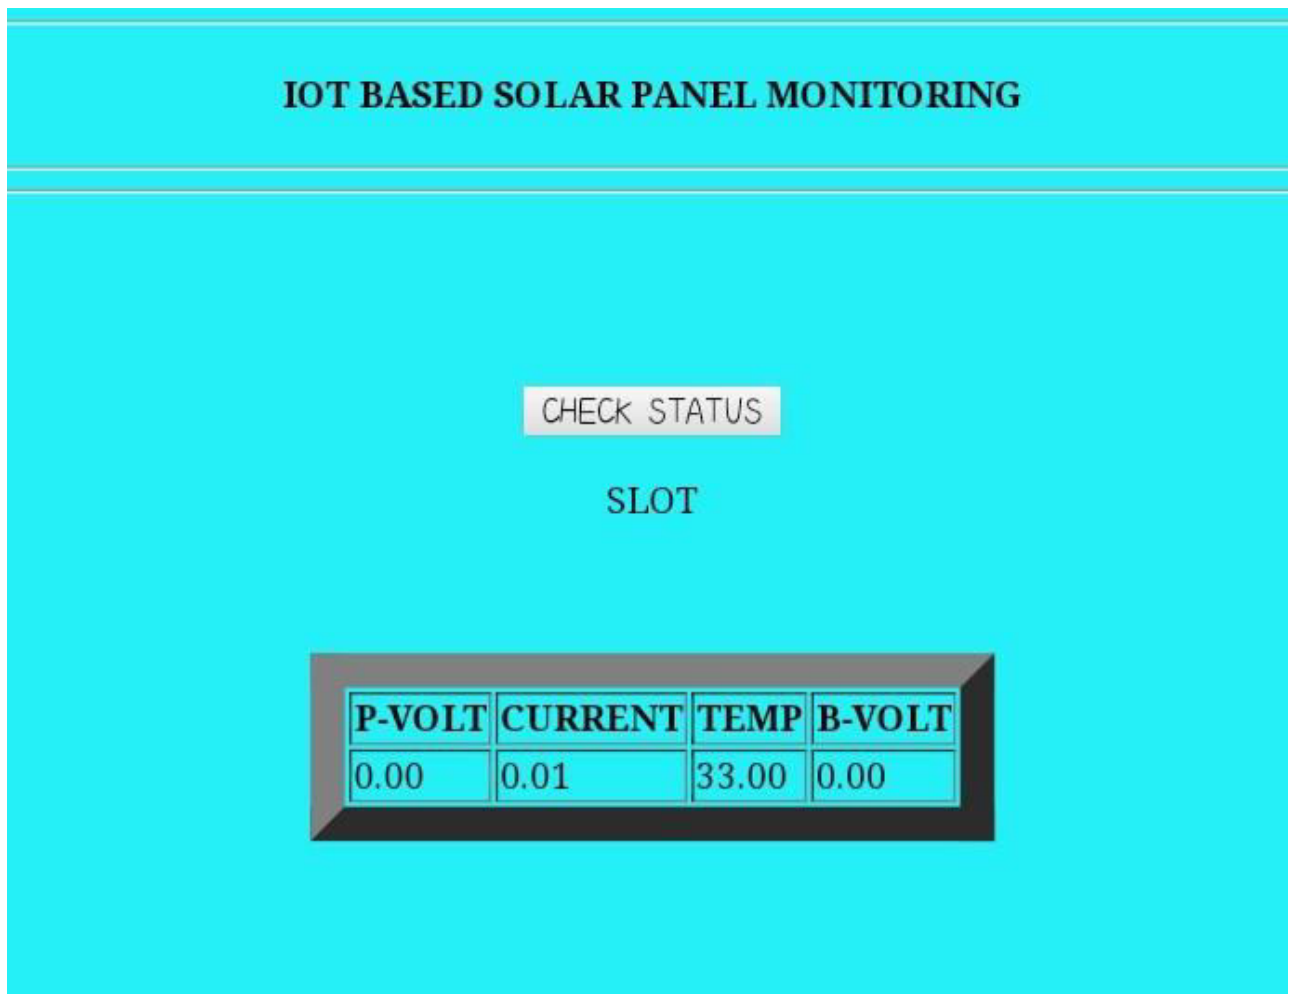 IOT BASED SOLAR PANEL MONITORING
CHECK STATUS
SLOT
P-VOLT CURRENT TEMP B-VOLT
0.00 0.01 33.00 0.00